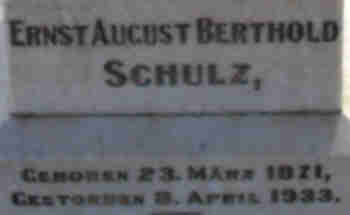 ERNST AUGUST BERTHOLD
SCHULZ,
GEBOREN 23. MÄRZ 1871,
GESTORBEN 8. APRIL 1933.